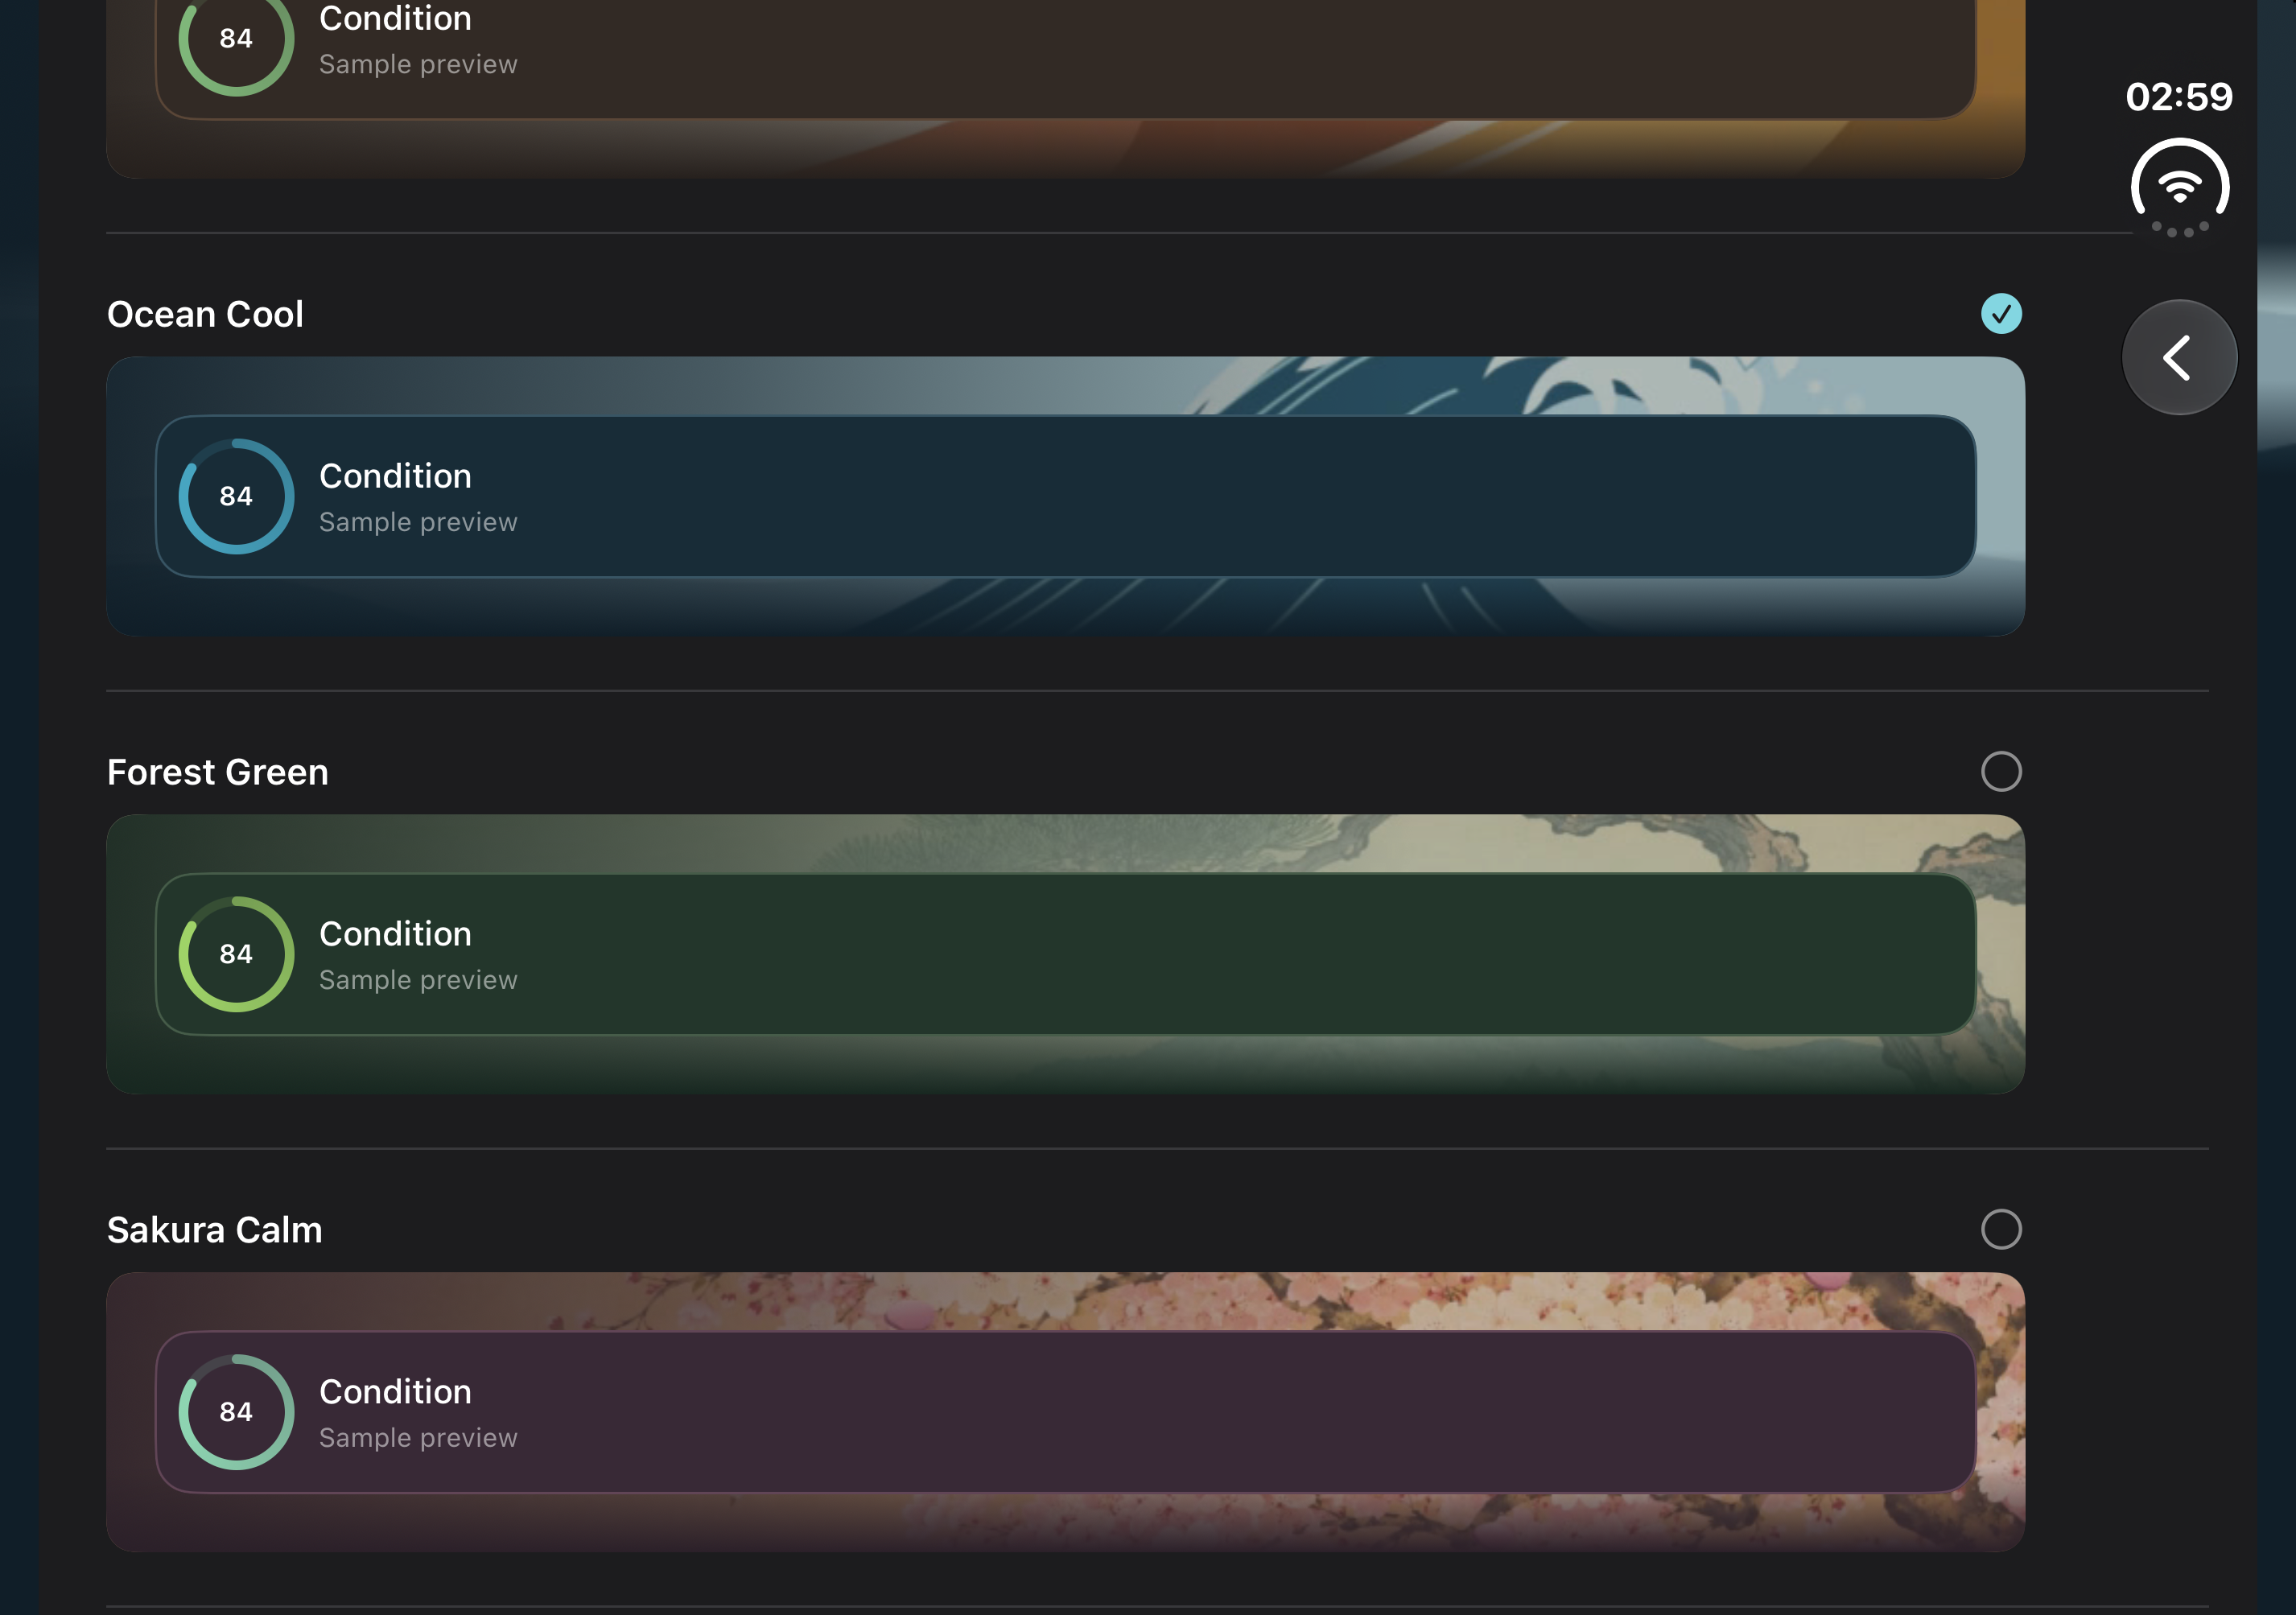 84
Condition
Sample preview
02:59
Ocean Cool
84
Condition
Sample preview
Forest Green
84
Condition
Sample preview
Sakura Calm
84
Condition
Sample preview